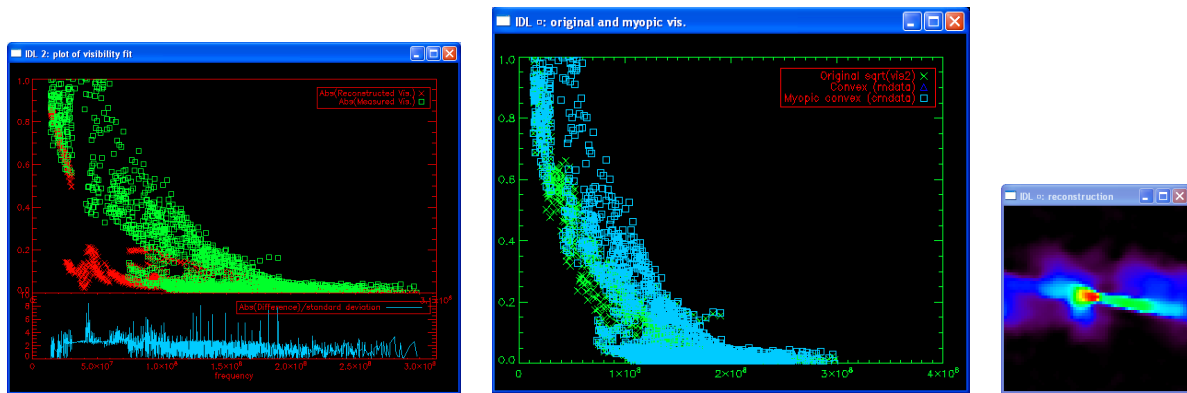 IDL 2: plot of visibility fit
1.0
Abs(Reconstructed Vis.) ×
Abs(Measured Vis.) □
0.8
0.6
0.4
0.2
0.0
Abs(Difference)/standard deviation
8
6
4
2
0
0 5.0×10⁷ 1.0×10⁸ 1.5×10⁸ 2.0×10⁸ 2.5×10⁸ 3.0×10⁸
frequency
IDL ¤: original and myopic vis.
1.0
Original sqrt(vis2) ×
Convex (mdata) △
Myopic convex (cmdata) □
0.8
0.6
0.4
0.2
0.0
0 1×10⁸ 2×10⁸ 3×10⁸ 4×10⁸
IDL ¤: reconstruction